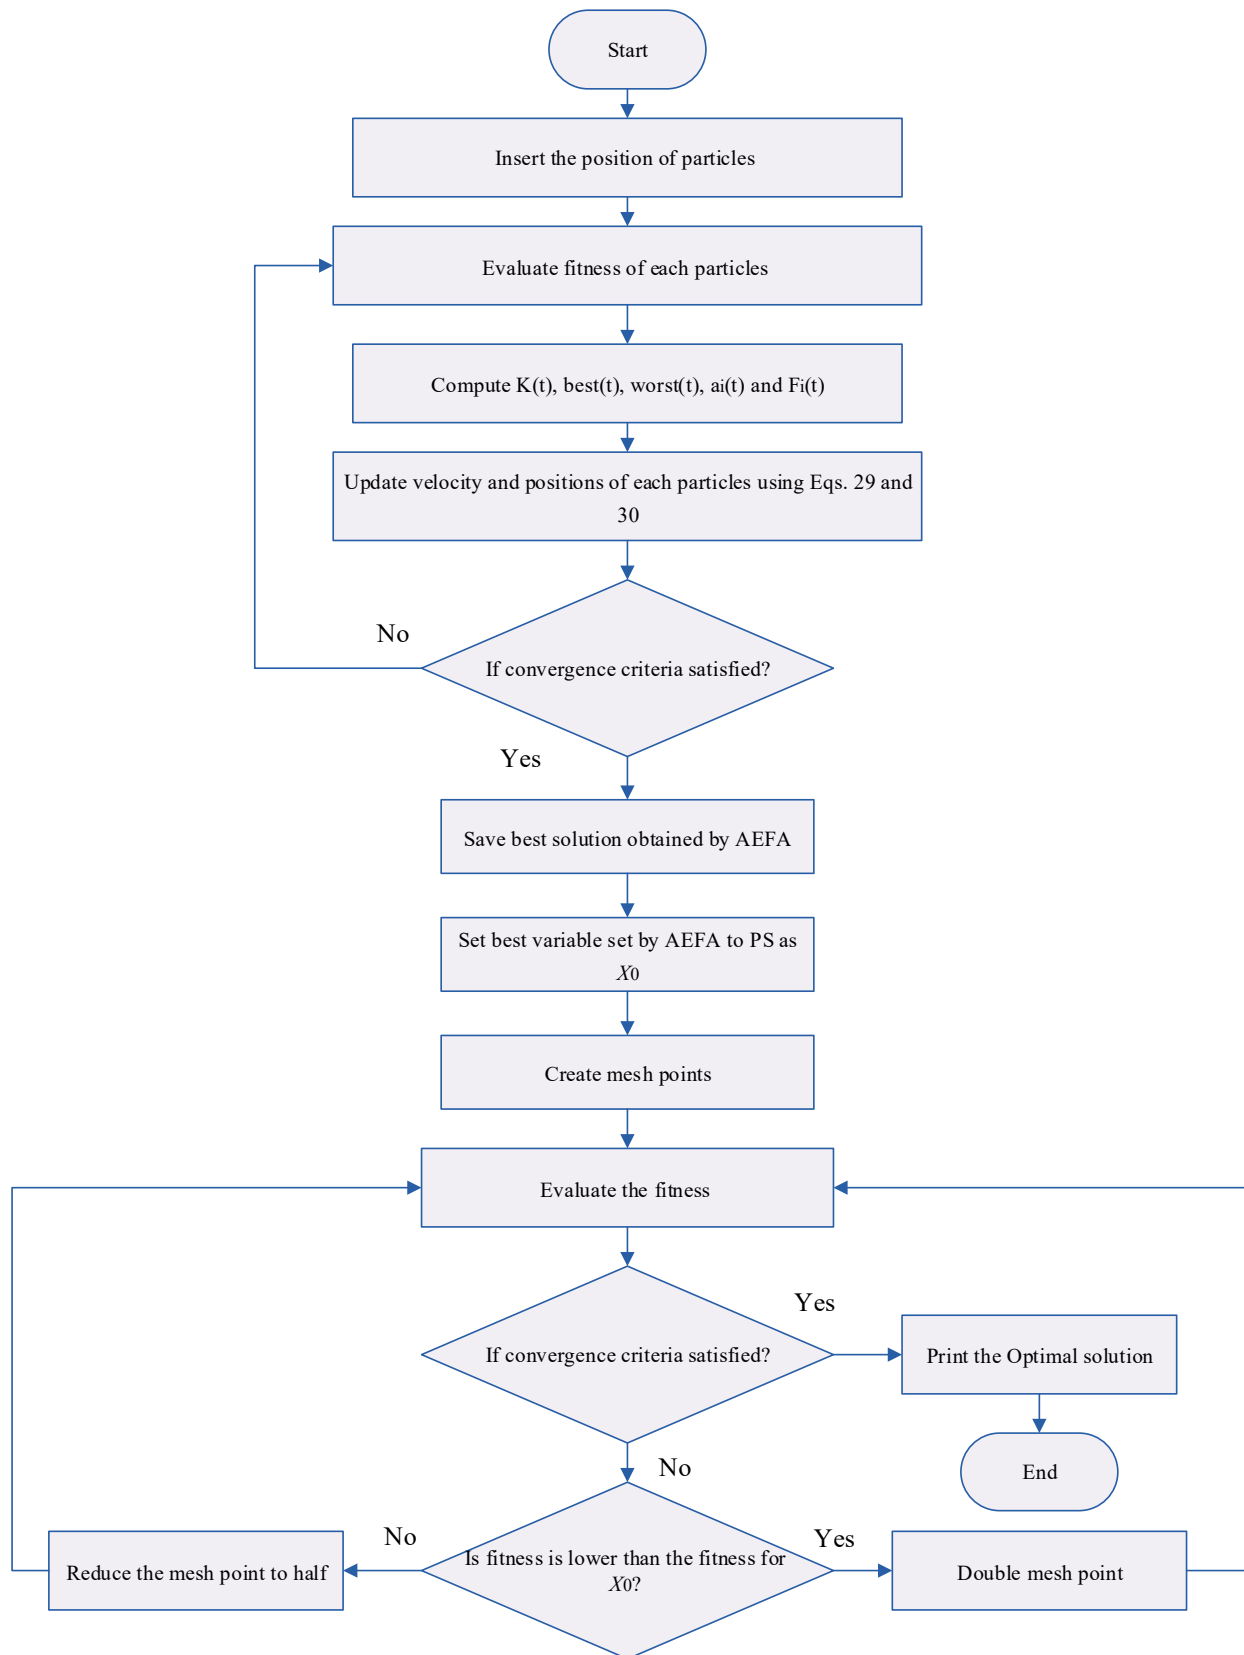 Start
Insert the position of particles
Evaluate fitness of each particles
Compute K(t), best(t), worst(t), ai(t) and Fi(t)
Update velocity and positions of each particles using Eqs. 29 and
30
No
If convergence criteria satisfied?
Yes
Save best solution obtained by AEFA
Set best variable set by AEFA to PS as
X0
Create mesh points
Evaluate the fitness
Yes
If convergence criteria satisfied?
Print the Optimal solution
No
End
No
Yes
Reduce the mesh point to half
Is fitness is lower than the fitness for
X0?
Double mesh point